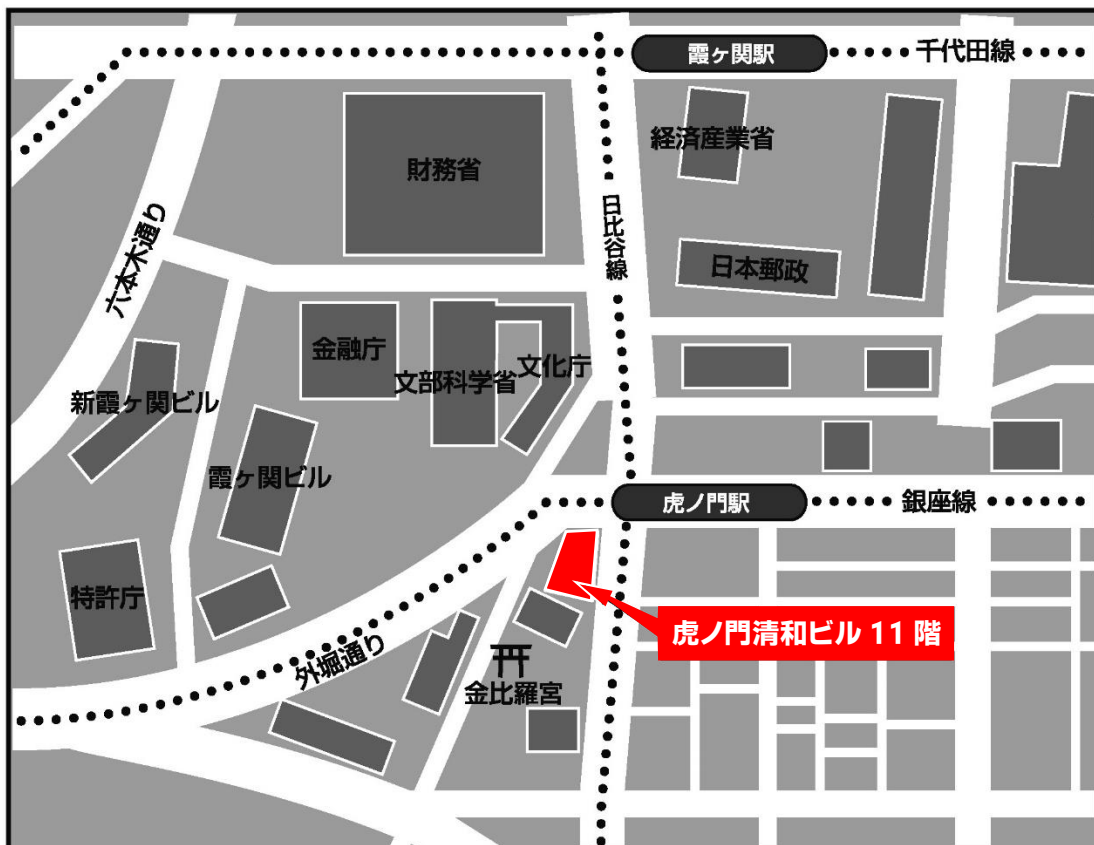 霞ヶ関駅
千代田線
経済産業省
財務省
日比谷線
六本木通り
日本郵政
金融庁
文部科学省
文化庁
新霞ヶ関ビル
霞ヶ関ビル
虎ノ門駅
銀座線
特許庁
虎ノ門清和ビル 11 階
外堀通り
金比羅宮